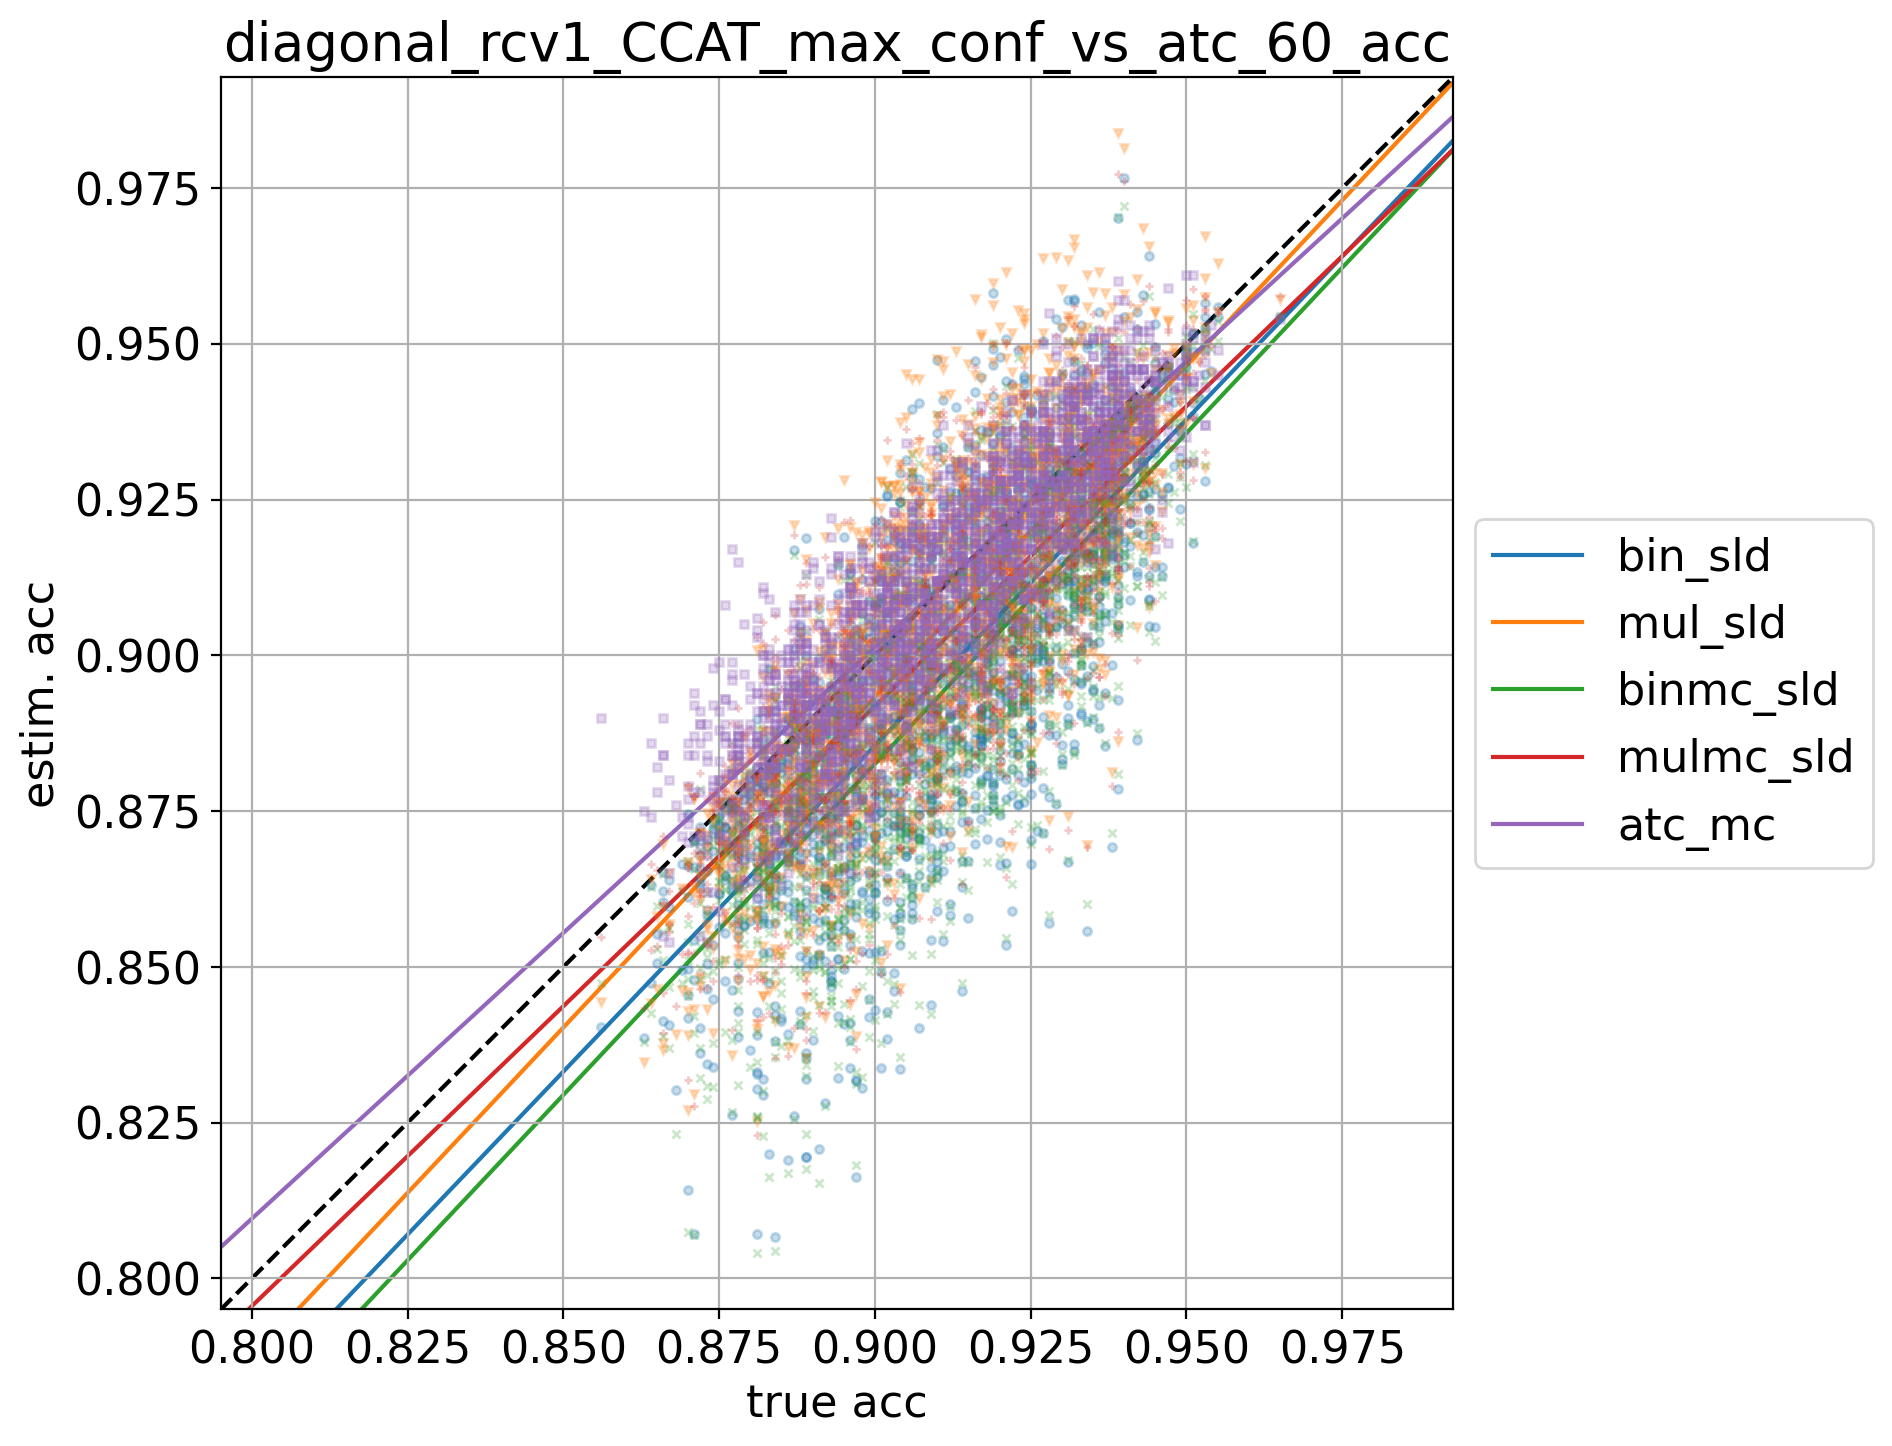 diagonal_rcv1_CCAT_max_conf_vs_atc_60_acc
0.975
0.950
0.925
0.900
0.875
0.850
0.825
0.800
estim. acc
0.800 0.825 0.850 0.875 0.900 0.925 0.950 0.975
true acc
bin_sld
mul_sld
binmc_sld
mulmc_sld
atc_mc